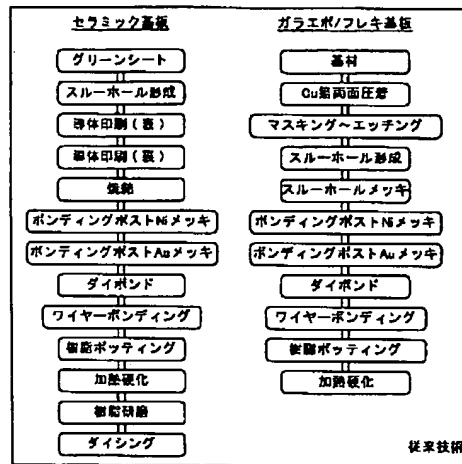 セラミック基板
グリーンシート
スルーホール形成
導体印刷（表）
導体印刷（裏）
焼結
ボンディングポストNiメッキ
ボンディングポストAuメッキ
ダイボンド
ワイヤーボンディング
樹脂ポッティング
加熱硬化
樹脂研磨
ダイシング
ガラエポ/フレキ基板
基材
Cu箔両面圧着
マスキング～エッチング
スルーホール形成
スルーホールメッキ
ボンディングポストNiメッキ
ボンディングポストAuメッキ
ダイボンド
ワイヤーボンディング
樹脂ポッティング
加熱硬化
従来技術